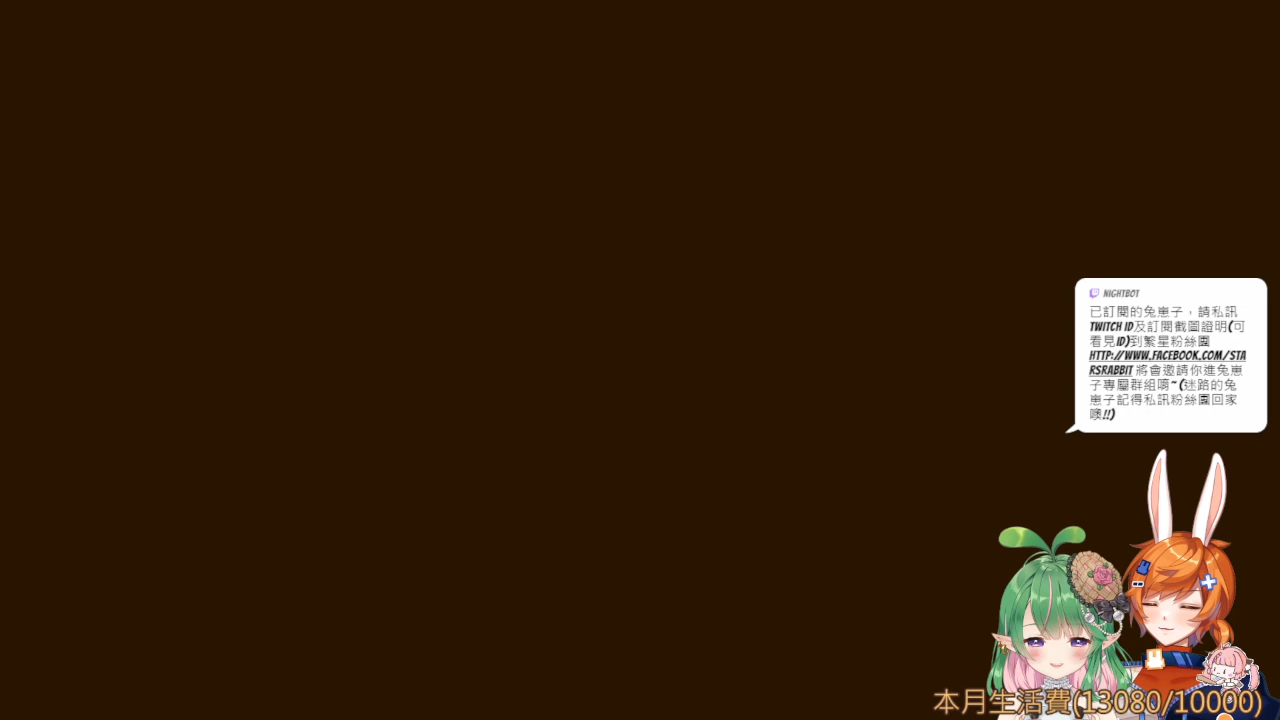 NIGHTBOT
已訂閱的兔崽子，請私訊
TWITCH ID及訂閱截圖證明(可
看見ID)到繁星粉絲團
HTTP://WWW.FACEBOOK.COM/STA
RSRABBIT 將會邀請你進兔崽
子專屬群組唷~(迷路的兔
崽子記得私訊粉絲團回家
噢!!)
本月生活費(13080/10000)